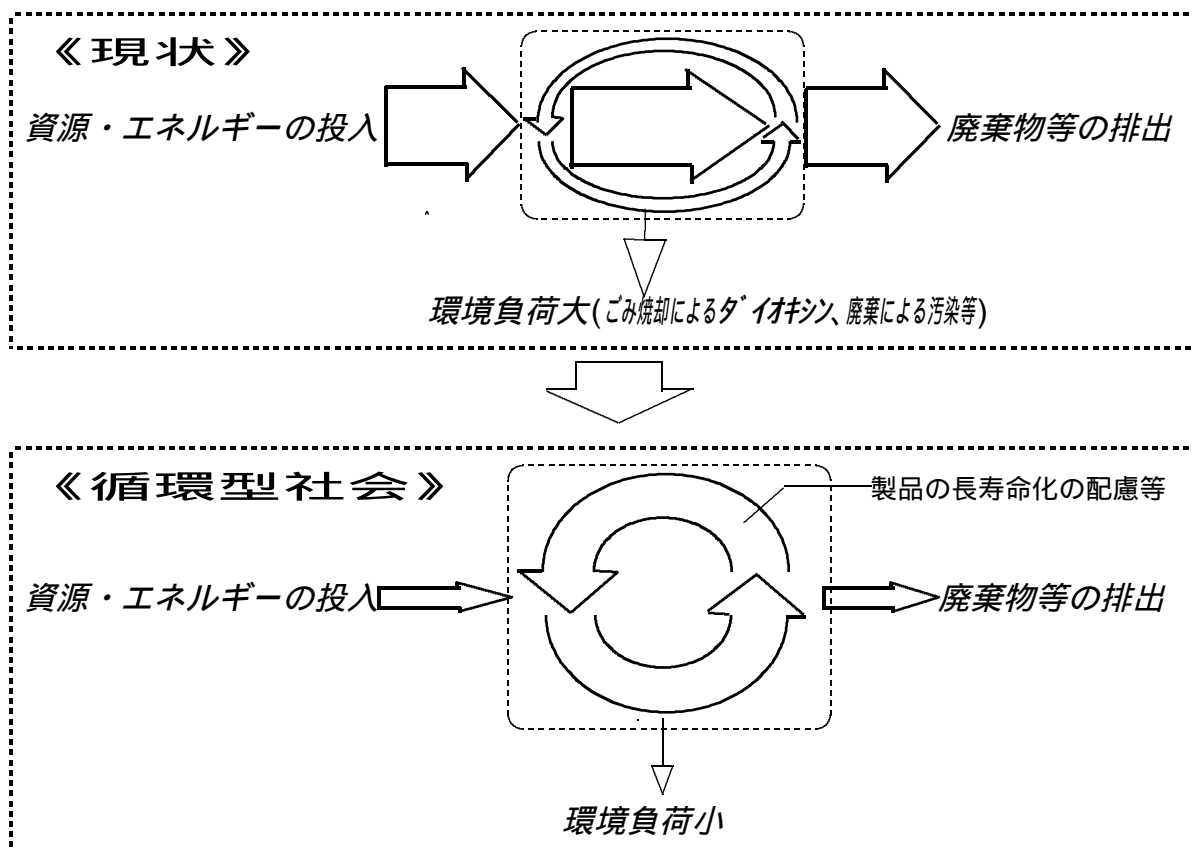 《現状》
資源・エネルギーの投入
廃棄物等の排出
環境負荷大(ごみ焼却によるダイオキシン、廃棄による汚染等)
《循環型社会》
製品の長寿命化の配慮等
資源・エネルギーの投入
廃棄物等の排出
環境負荷小